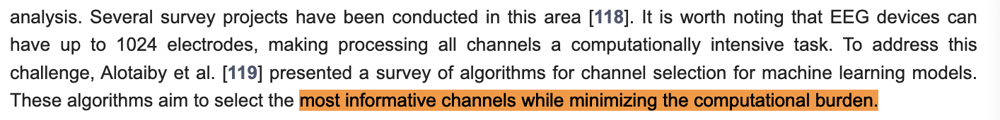 analysis. Several survey projects have been conducted in this area [118]. It is worth noting that EEG devices can
have up to 1024 electrodes, making processing all channels a computationally intensive task. To address this
challenge, Alotaiby et al. [119] presented a survey of algorithms for channel selection for machine learning models.
These algorithms aim to select the most informative channels while minimizing the computational burden.